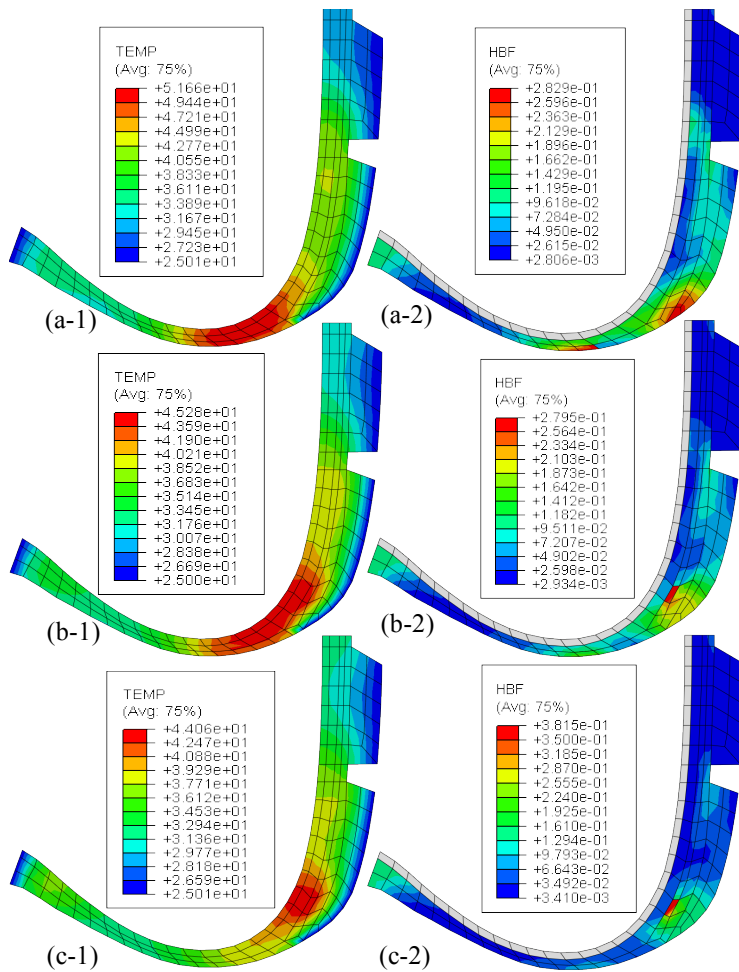 TEMP
(Avg: 75%)
+5.166e+01
+4.944e+01
+4.721e+01
+4.499e+01
+4.277e+01
+4.055e+01
+3.833e+01
+3.611e+01
+3.389e+01
+3.167e+01
+2.945e+01
+2.723e+01
+2.501e+01
(a-1)
HBF
(Avg: 75%)
+2.829e-01
+2.596e-01
+2.363e-01
+2.129e-01
+1.896e-01
+1.662e-01
+1.429e-01
+1.195e-01
+9.618e-02
+7.284e-02
+4.950e-02
+2.615e-02
+2.806e-03
(a-2)
TEMP
(Avg: 75%)
+4.528e+01
+4.359e+01
+4.190e+01
+4.021e+01
+3.852e+01
+3.683e+01
+3.514e+01
+3.345e+01
+3.176e+01
+3.007e+01
+2.838e+01
+2.669e+01
+2.500e+01
(b-1)
HBF
(Avg: 75%)
+2.795e-01
+2.564e-01
+2.334e-01
+2.103e-01
+1.873e-01
+1.642e-01
+1.412e-01
+1.182e-01
+9.511e-02
+7.207e-02
+4.902e-02
+2.598e-02
+2.934e-03
(b-2)
TEMP
(Avg: 75%)
+4.406e+01
+4.247e+01
+4.088e+01
+3.929e+01
+3.771e+01
+3.612e+01
+3.453e+01
+3.294e+01
+3.136e+01
+2.977e+01
+2.818e+01
+2.659e+01
+2.501e+01
(c-1)
HBF
(Avg: 75%)
+3.815e-01
+3.500e-01
+3.185e-01
+2.870e-01
+2.555e-01
+2.240e-01
+1.925e-01
+1.610e-01
+1.294e-01
+9.793e-02
+6.643e-02
+3.492e-02
+3.410e-03
(c-2)